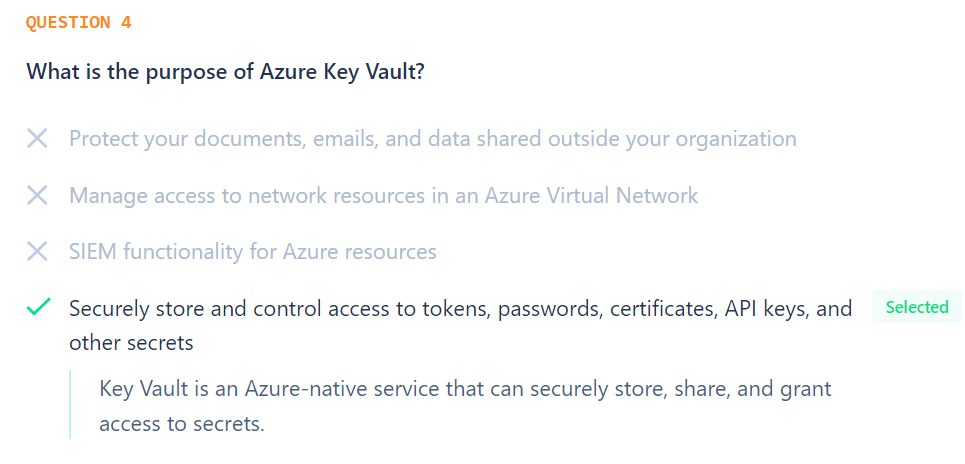 QUESTION 4
What is the purpose of Azure Key Vault?
Protect your documents, emails, and data shared outside your organization
Manage access to network resources in an Azure Virtual Network
SIEM functionality for Azure resources
Securely store and control access to tokens, passwords, certificates, API keys, and
Selected
other secrets
Key Vault is an Azure-native service that can securely store, share, and grant
access to secrets.